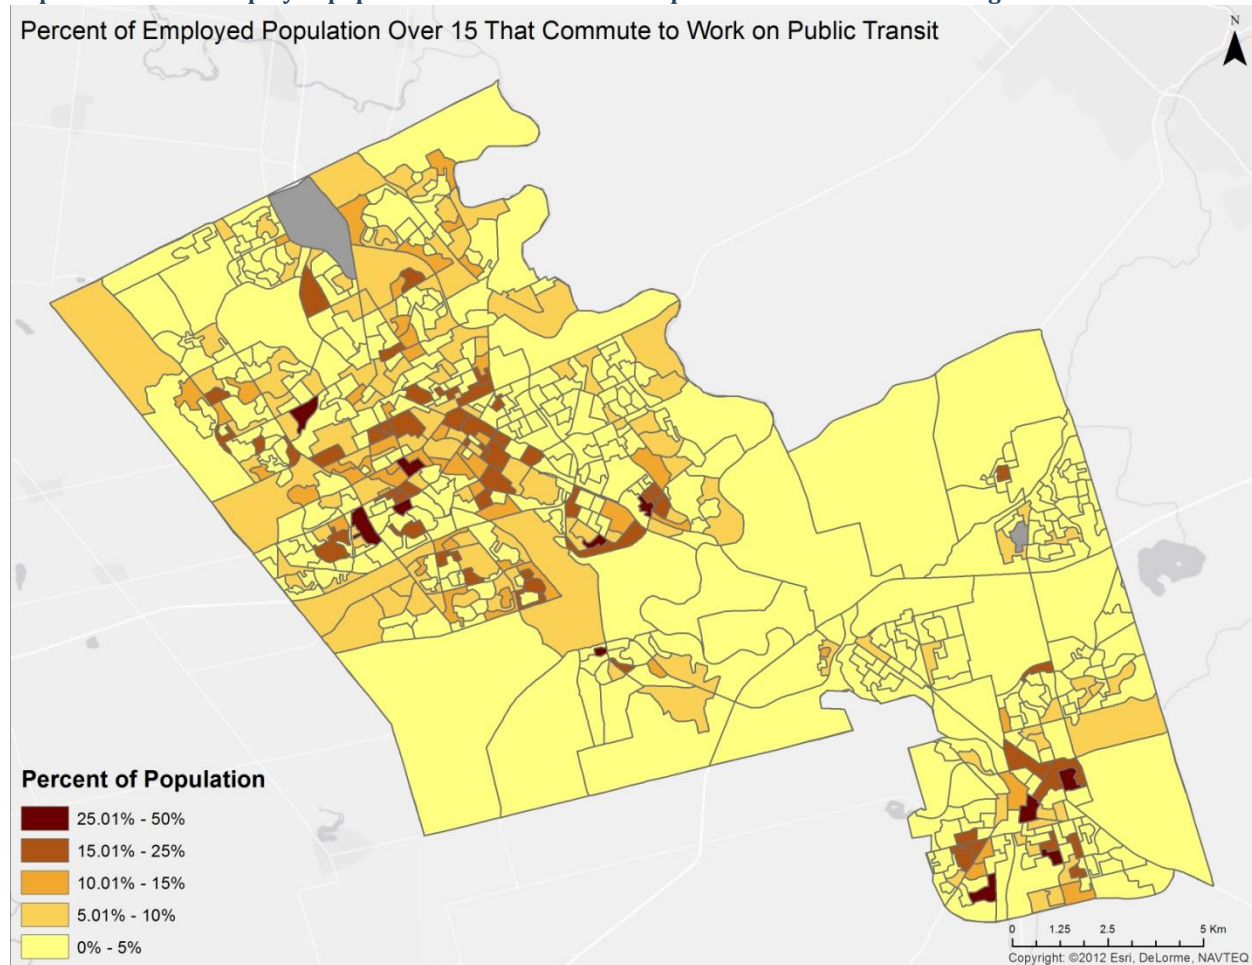 Percent of Employed Population Over 15 That Commute to Work on Public Transit
N
Percent of Population
25.01% - 50%
15.01% - 25%
10.01% - 15%
5.01% - 10%
0% - 5%
0 1.25 2.5 5 Km
Copyright: ©2012 Esri, DeLorme, NAVTEQ